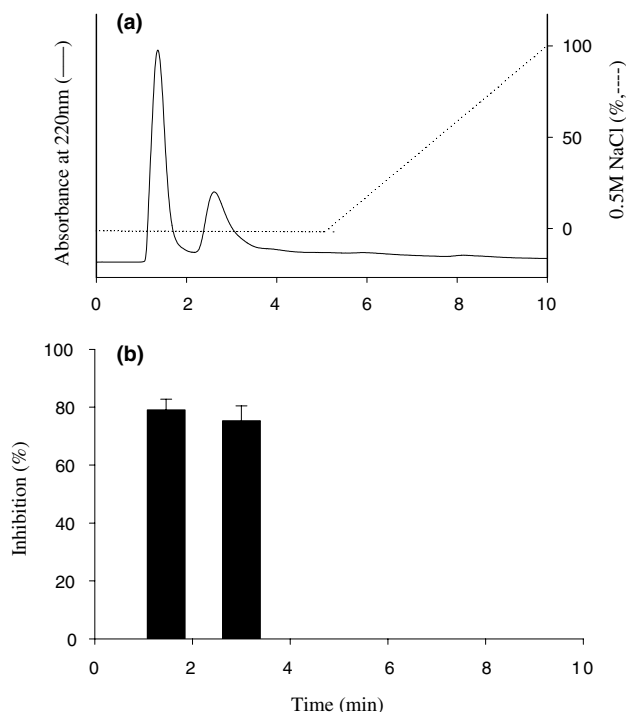 (a)
Absorbance at 220nm (——)
100
50
0
0.5M NaCl (%,----)
0 2 4 6 8 10
(b)
100
80
60
40
20
0
Inhibition (%)
0 2 4 6 8 10
Time (min)